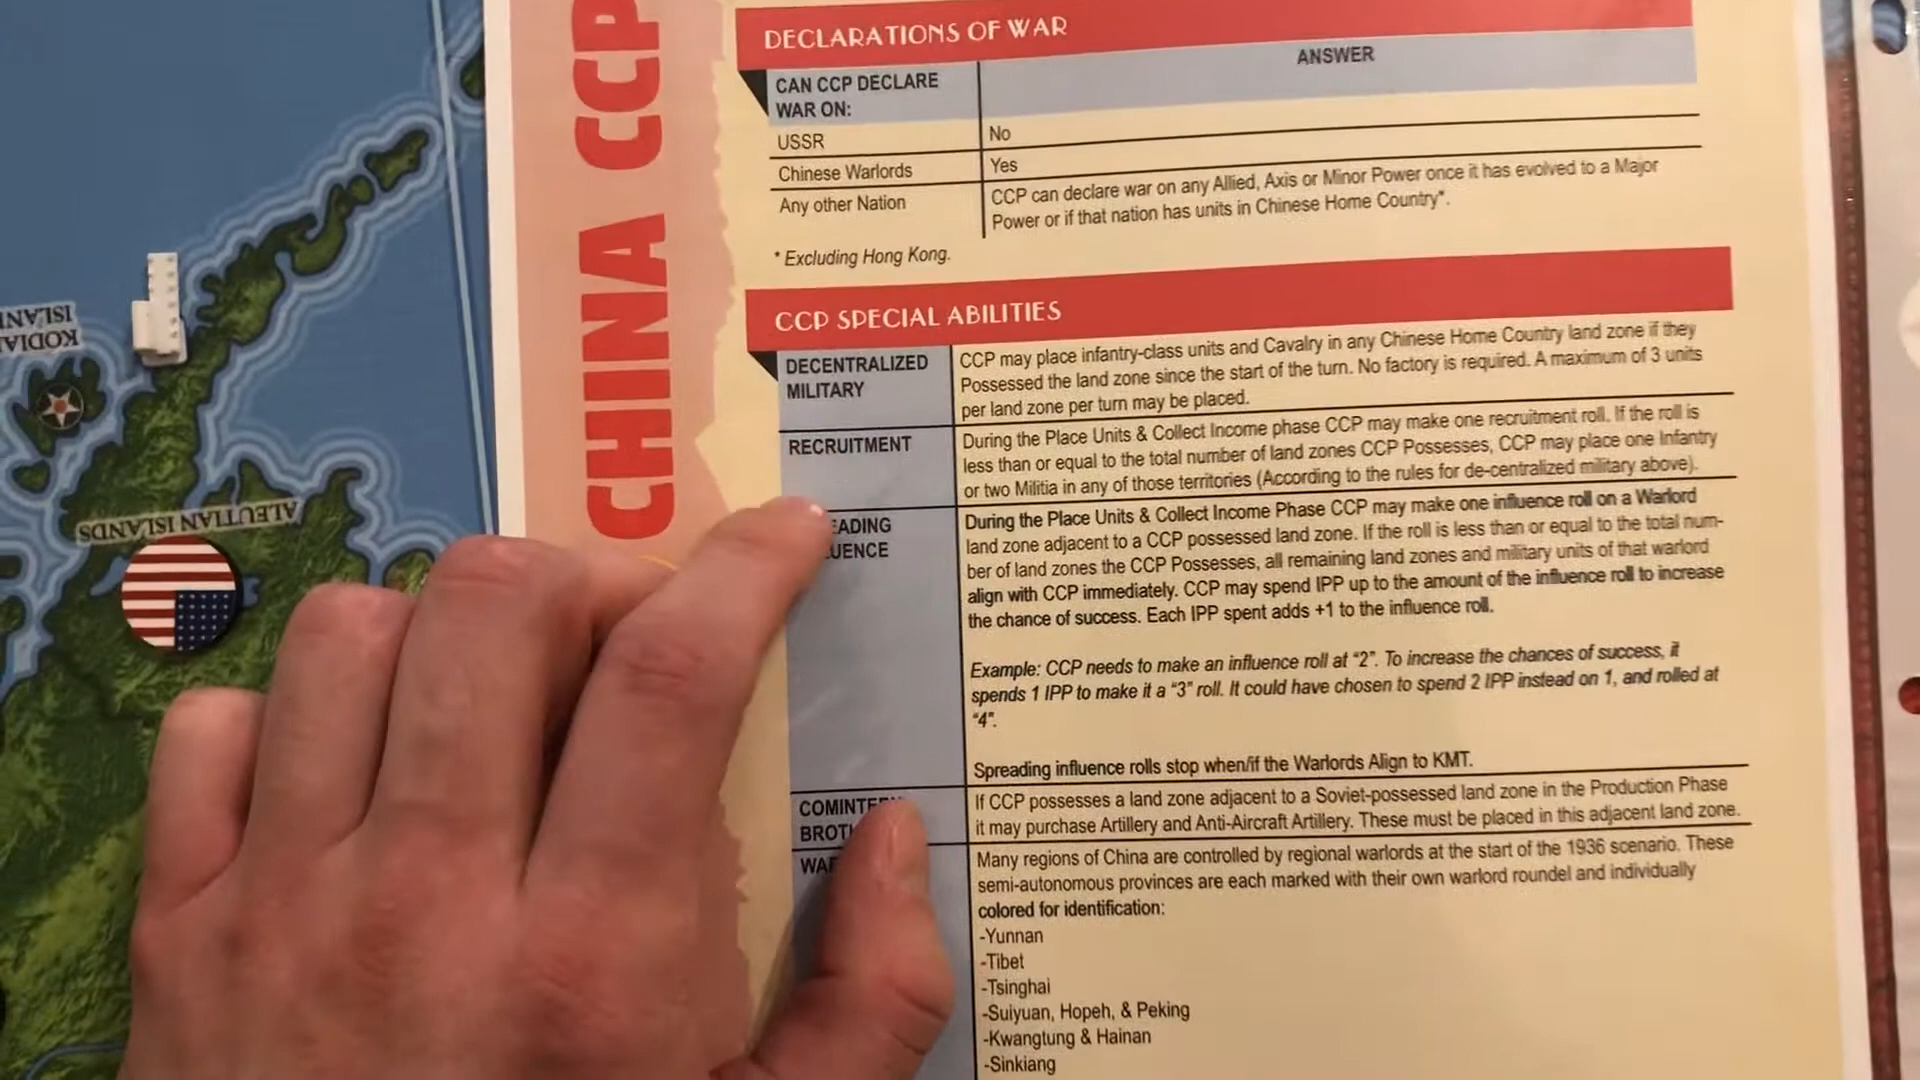 DECLARATIONS OF WAR
CAN CCP DECLARE
WAR ON:
ANSWER
USSR
No
Chinese Warlords
Yes
Any other Nation
CCP can declare war on any Allied, Axis or Minor Power once it has evolved to a Major
Power or if that nation has units in Chinese Home Country*.
* Excluding Hong Kong.
CHINA CCP
CCP SPECIAL ABILITIES
DECENTRALIZED
MILITARY
CCP may place infantry-class units and Cavalry in any Chinese Home Country land zone if they
Possessed the land zone since the start of the turn. No factory is required. A maximum of 3 units
per land zone per turn may be placed.
RECRUITMENT
During the Place Units & Collect Income phase CCP may make one recruitment roll. If the roll is
less than or equal to the total number of land zones CCP Possesses, CCP may place one Infantry
or two Militia in any of those territories (According to the rules for de-centralized military above).
EADING
UENCE
During the Place Units & Collect Income Phase CCP may make one influence roll on a Warlord
land zone adjacent to a CCP possessed land zone. If the roll is less than or equal to the total num-
ber of land zones the CCP Possesses, all remaining land zones and military units of that warlord
align with CCP immediately. CCP may spend IPP up to the amount of the influence roll to increase
the chance of success. Each IPP spent adds +1 to the influence roll.
Example: CCP needs to make an influence roll at “2”. To increase the chances of success, it
spends 1 IPP to make it a “3” roll. It could have chosen to spend 2 IPP instead on 1, and rolled at
“4”.
Spreading influence rolls stop when/if the Warlords Align to KMT.
COMINTE
BROT
If CCP possesses a land zone adjacent to a Soviet-possessed land zone in the Production Phase
it may purchase Artillery and Anti-Aircraft Artillery. These must be placed in this adjacent land zone.
WAR
Many regions of China are controlled by regional warlords at the start of the 1936 scenario. These
semi-autonomous provinces are each marked with their own warlord roundel and individually
colored for identification:
-Yunnan
-Tibet
-Tsinghai
-Suiyuan, Hopeh, & Peking
-Kwangtung & Hainan
-Sinkiang
KODIA
ISLAN
ALEUTIAN ISLANDS